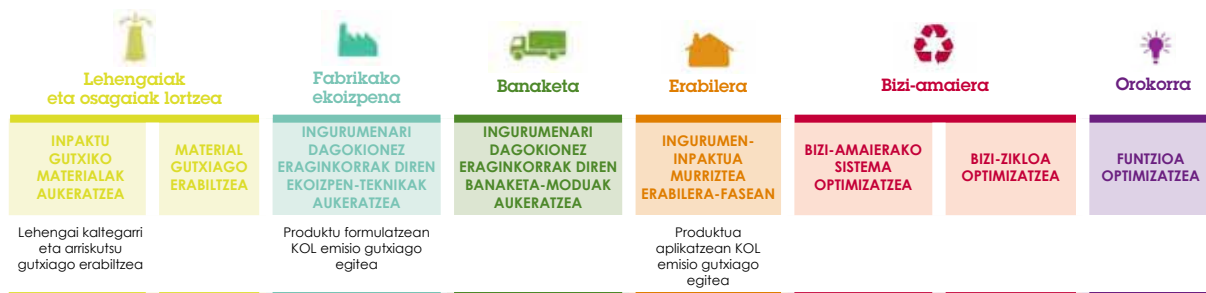 Lehengaiak
eta osagaiak lortzea
Fabrikako
ekoizpena
Banaketa
Erabilera
Bizi-amaiera
Orokorra
INPAKTU
GUTXIKO
MATERIALAK
AUKERATZEA
MATERIAL
GUTXIAGO
ERABILTZEA
INGURUMENARI
DAGOKIONEZ
ERAGINKORRAK DIREN
EKOIZPEN-TEKNIKAK
AUKERATZEA
INGURUMENARI
DAGOKIONEZ
ERAGINKORRAK DIREN
BANAKETA-MODUAK
AUKERATZEA
INGURUMEN-
INPAKTUA
MURRIZTEA
ERABILERA-FASEAN
BIZI-AMAIERAKO
SISTEMA
OPTIMIZATZEA
BIZI-ZIKLOA
OPTIMIZATZEA
FUNTZIOA
OPTIMIZATZEA
Lehengai kaltegarri
eta arriskutsu
gutxiago erabiltzea
Produktu formulatzean
KOL emisio gutxiago
egitea
Produktua
aplikatzean KOL
emisio gutxiago
egitea